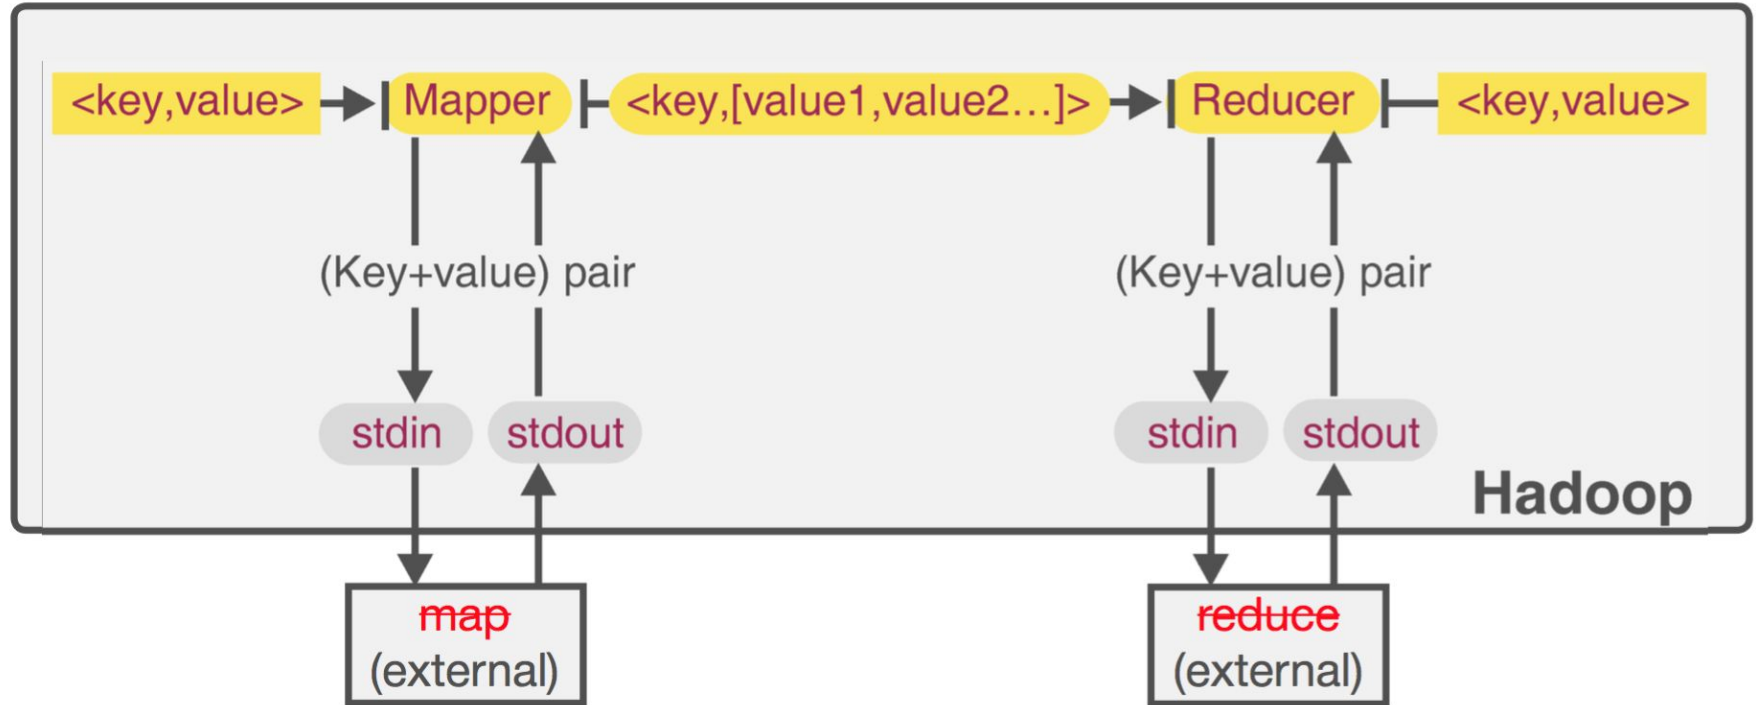 <key,value>
Mapper
<key,[value1,value2...]>
Reducer
<key,value>
(Key+value) pair
(Key+value) pair
stdin
stdout
stdin
stdout
Hadoop
map
(external)
reduce
(external)